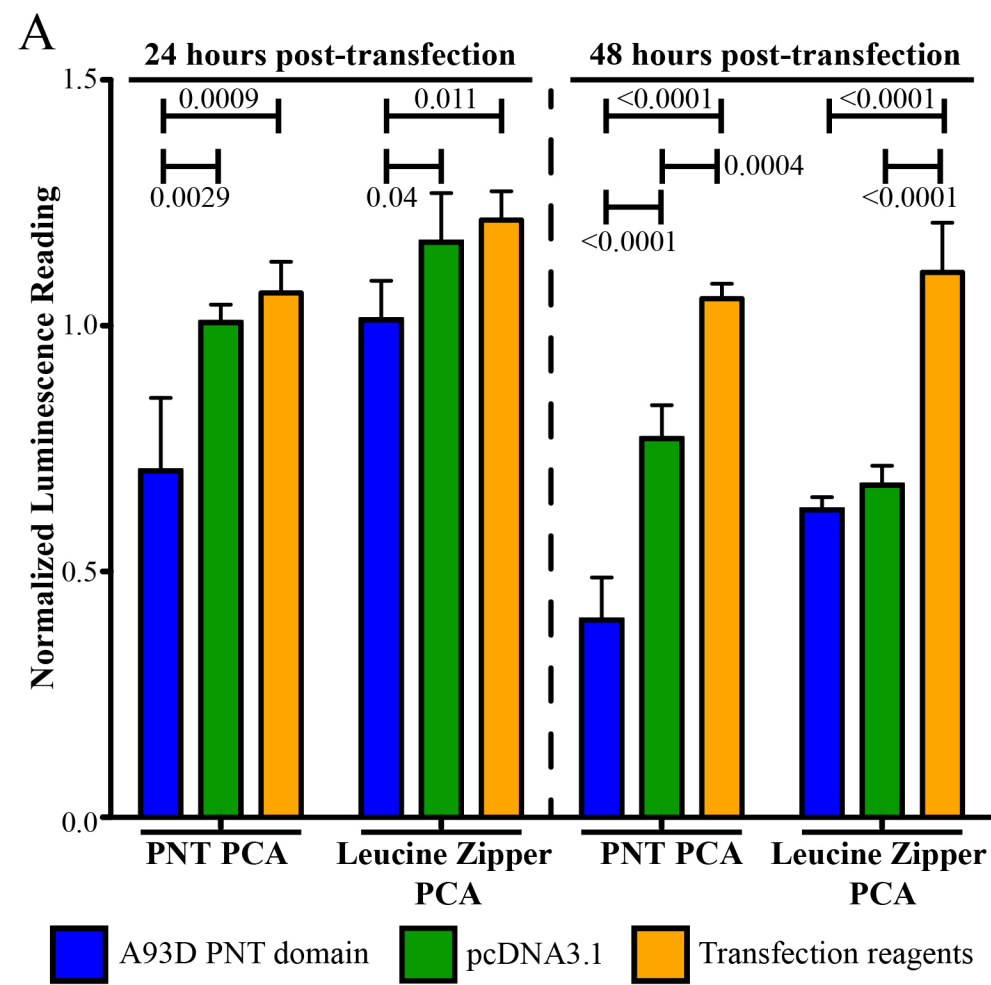 A
24 hours post-transfection
48 hours post-transfection
Normalized Luminescence Reading
1.5
1.0
0.5
0.0
0.0009
0.0029
0.011
0.04
<0.0001
0.0004
<0.0001
<0.0001
<0.0001
PNT PCA
Leucine Zipper
PCA
PNT PCA
Leucine Zipper
PCA
A93D PNT domain
pcDNA3.1
Transfection reagents